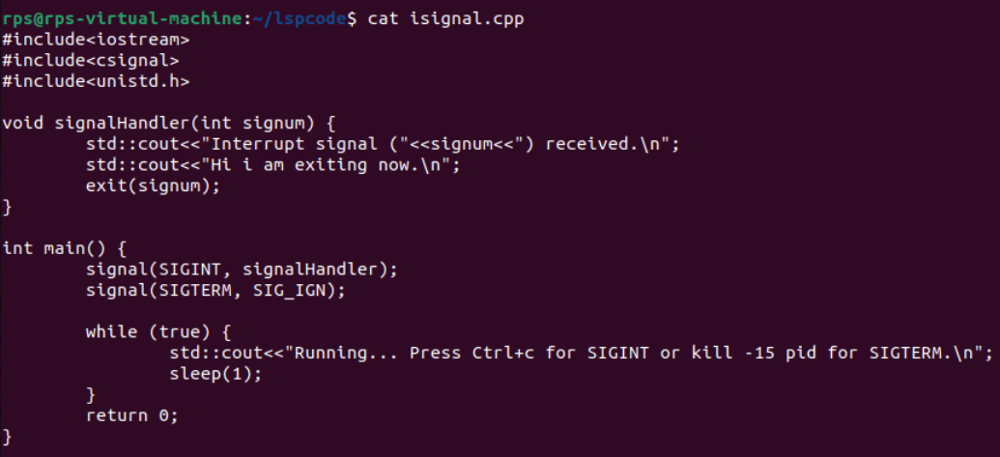 rps@rps-virtual-machine:~/lspcode$ cat isignal.cpp
#include<iostream>
#include<csignal>
#include<unistd.h>

void signalHandler(int signum) {
        std::cout<<"Interrupt signal ("<<signum<<") received.\n";
        std::cout<<"Hi i am exiting now.\n";
        exit(signum);
}

int main() {
        signal(SIGINT, signalHandler);
        signal(SIGTERM, SIG_IGN);

        while (true) {
                std::cout<<"Running... Press Ctrl+c for SIGINT or kill -15 pid for SIGTERM.\n";
                sleep(1);
        }
        return 0;
}